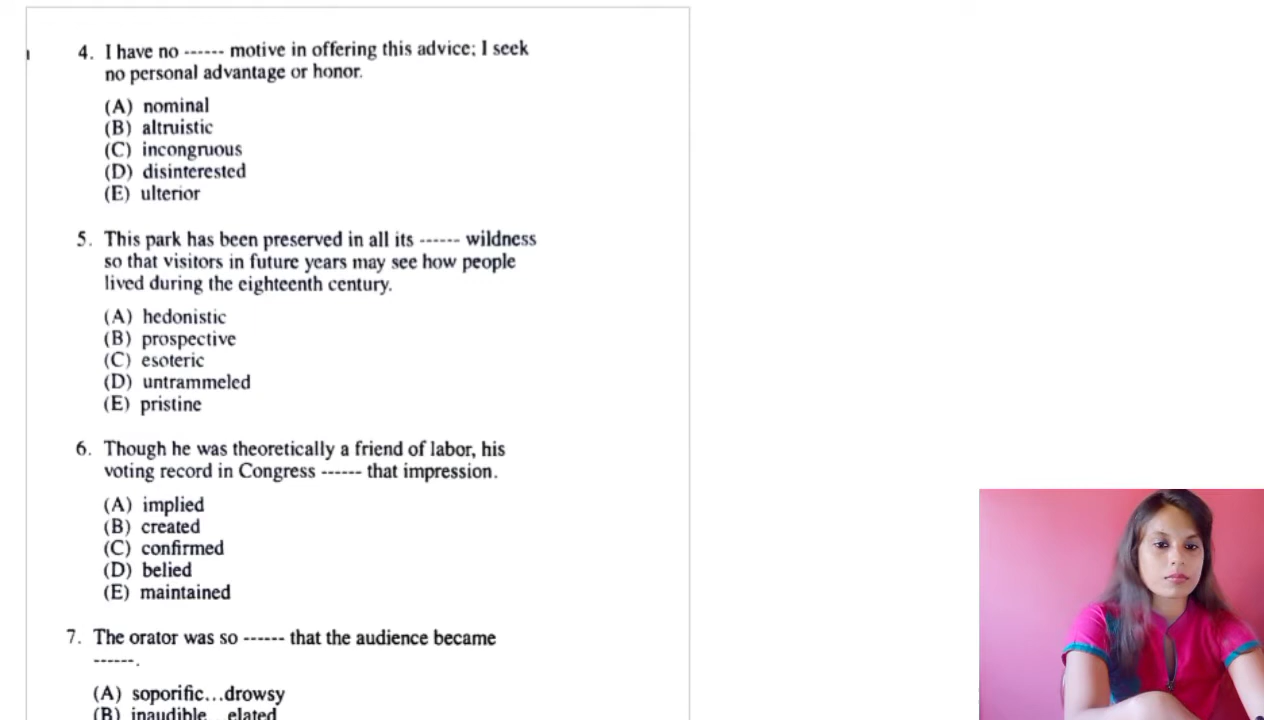 4. I have no ------ motive in offering this advice; I seek
no personal advantage or honor.
(A) nominal
(B) altruistic
(C) incongruous
(D) disinterested
(E) ulterior
5. This park has been preserved in all its ------ wildness
so that visitors in future years may see how people
lived during the eighteenth century.
(A) hedonistic
(B) prospective
(C) esoteric
(D) untrammeled
(E) pristine
6. Though he was theoretically a friend of labor, his
voting record in Congress ------ that impression.
(A) implied
(B) created
(C) confirmed
(D) belied
(E) maintained
7. The orator was so ------ that the audience became
------.
(A) soporific...drowsy
(B) inaudible...elated